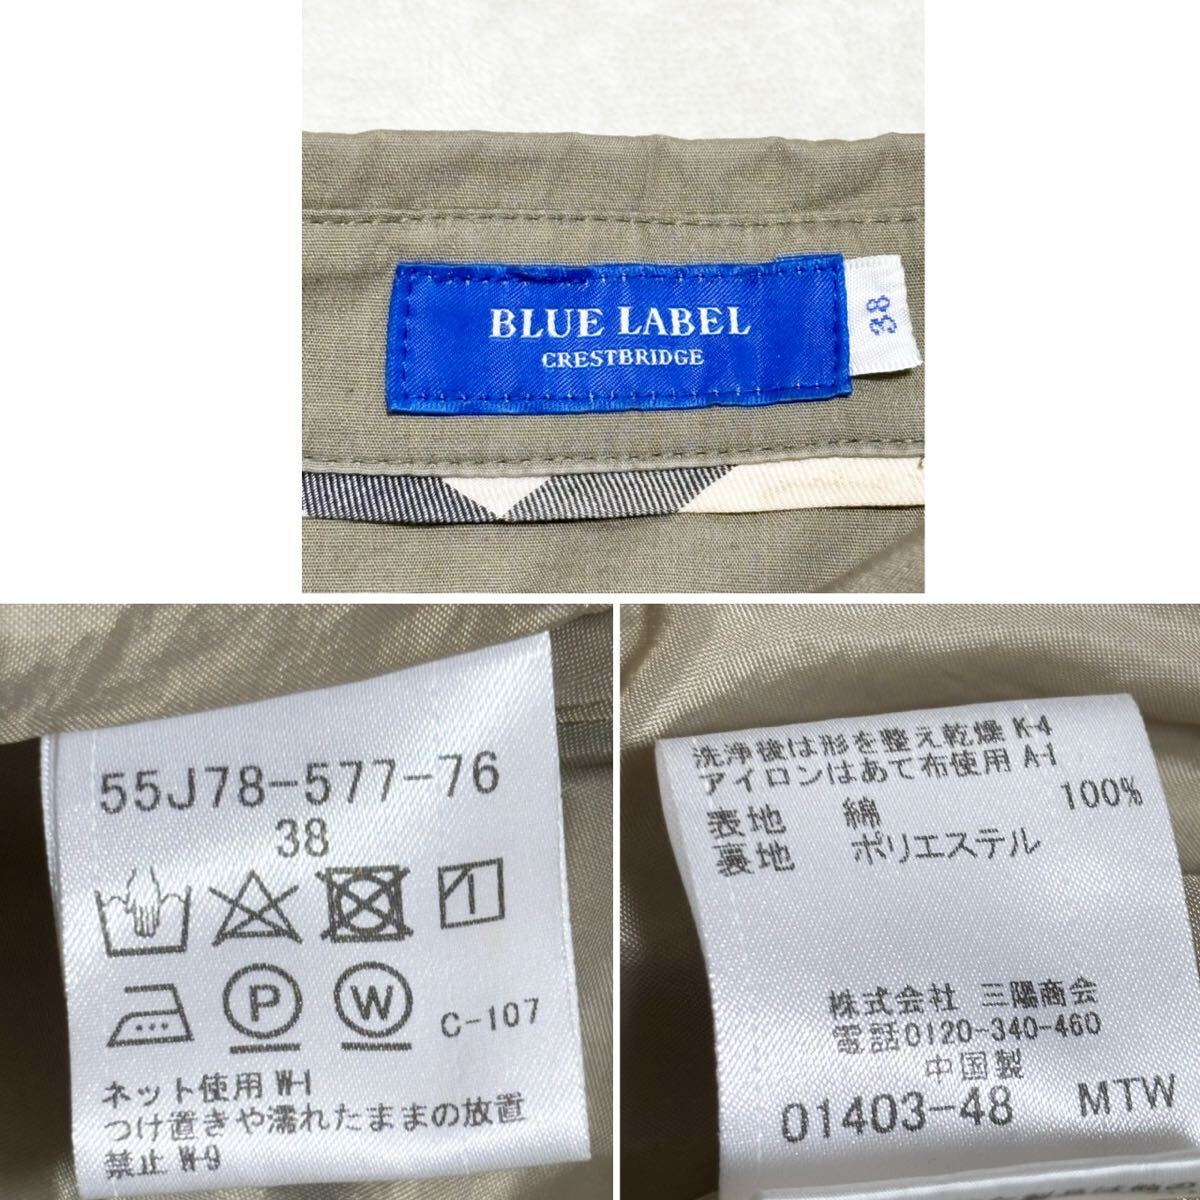 BLUE LABEL
CRESTBRIDGE
38
55J78-577-76
38
P
W
C-107
ネット使用 W-1
つけ置きや濡れたままの放置
禁止 W-9
洗浄後は形を整え乾燥 K-4
アイロンはあて布使用 A-1
表地 綿 100%
裏地 ポリエステル
株式会社 三陽商会
電話0120-340-460
中国製
01403-48 MTW